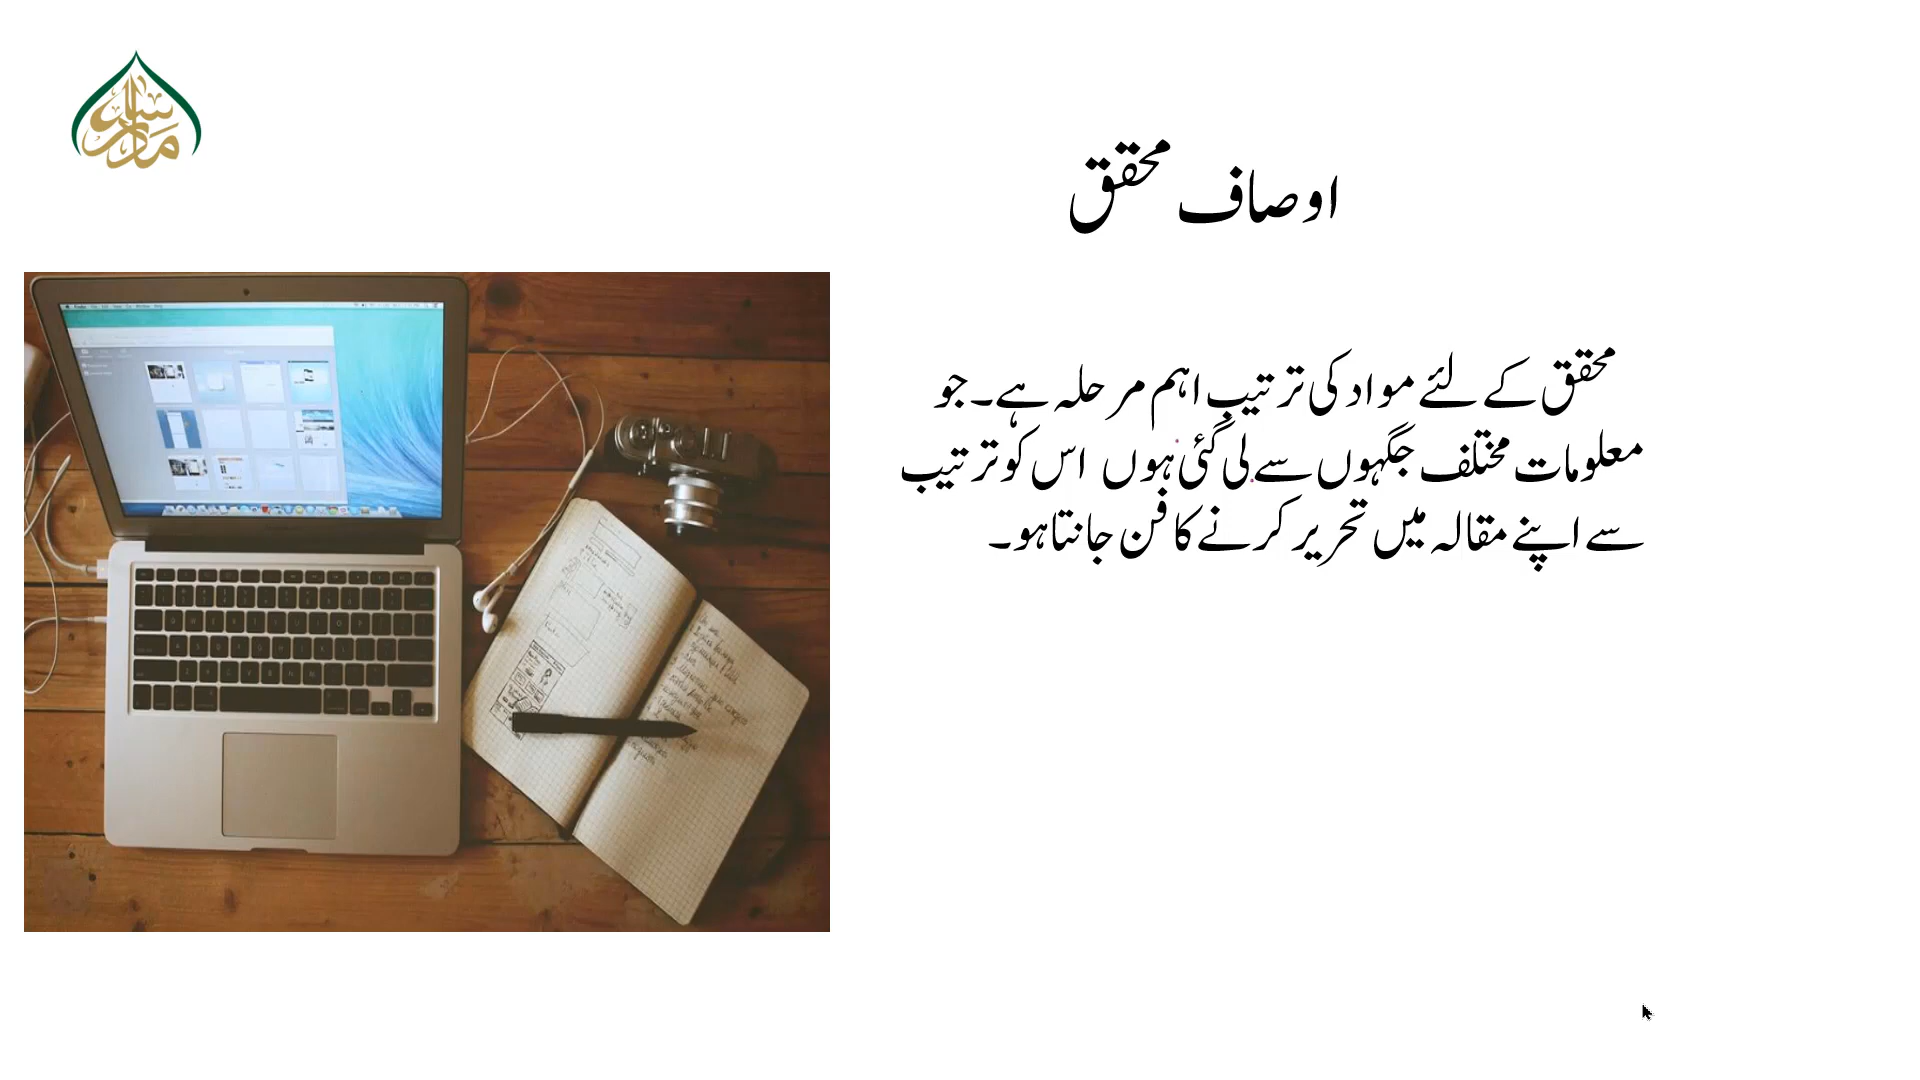 اوصاف محقق
محقق کے لئے مواد کی ترتیب اہم مرحلہ ہے۔ جو
معلومات مختلف جگہوں سے لی گئی ہوں اس کو ترتیب
سے اپنے مقالہ میں تحریر کرنے کا فن جانتا ہو۔